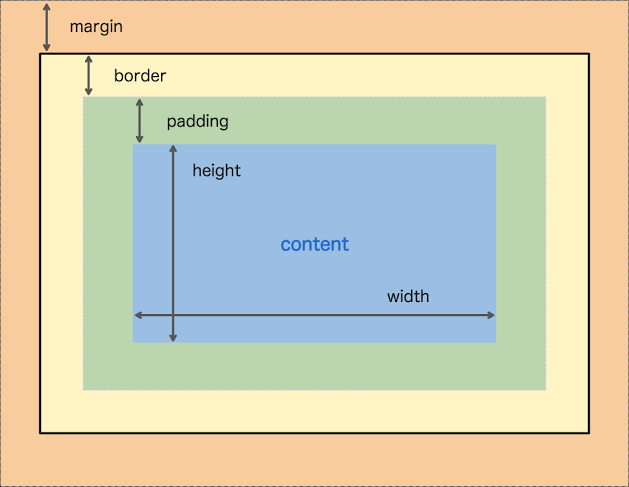 margin
border
padding
height
content
width